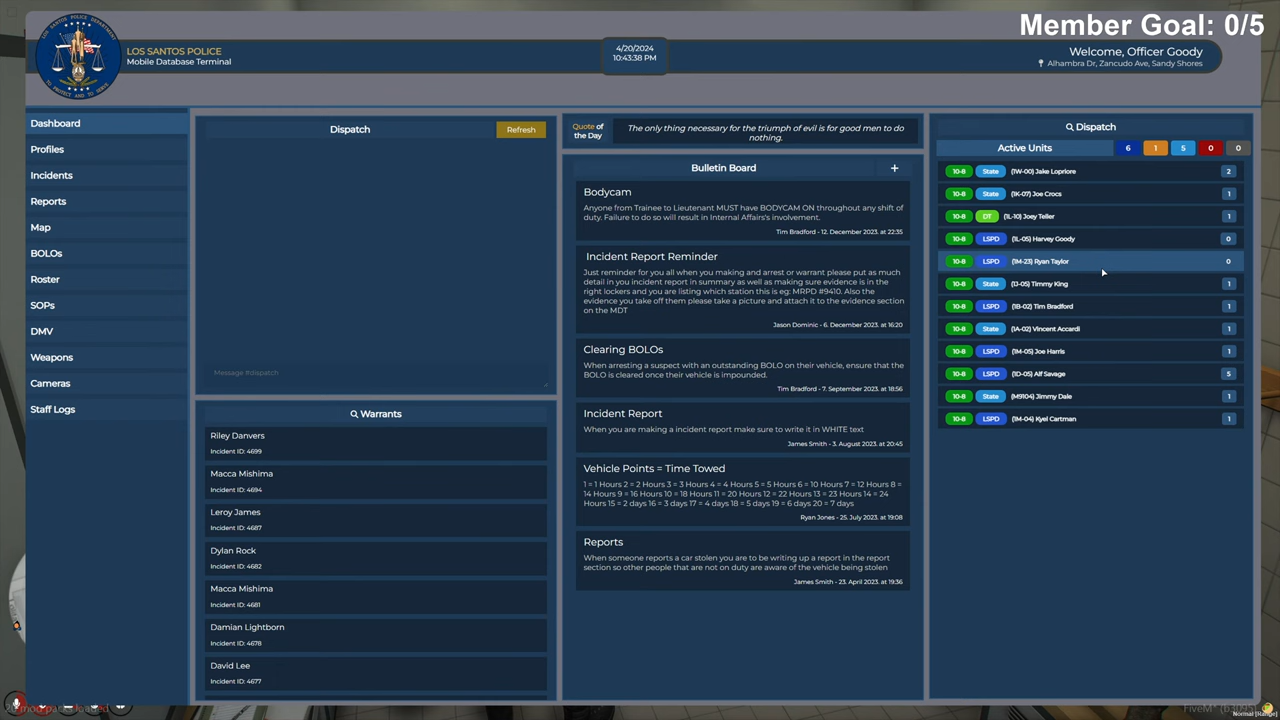 Member Goal: 0/5
LOS SANTOS POLICE
Mobile Database Terminal
4/20/2024
10:43:38 PM
Welcome, Officer Goody
Alhambra Dr, Zancudo Ave, Sandy Shores
Dashboard
Profiles
Incidents
Reports
Map
BOLOs
Roster
SOPs
DMV
Weapons
Cameras
Staff Logs
Dispatch
Refresh
Message #dispatch
Warrants
Riley Danvers
Incident ID: 4699
Macca Mishima
Incident ID: 4694
Leroy James
Incident ID: 4687
Dylan Rock
Incident ID: 4682
Macca Mishima
Incident ID: 4681
Damian Lightborn
Incident ID: 4678
David Lee
Incident ID: 4677
Quote of
the Day
The only thing necessary for the triumph of evil is for good men to do
nothing.
Bulletin Board
+
Bodycam
Anyone from Trainee to Lieutenant MUST have BODYCAM ON throughout any shift of
duty. Failure to do so will result in Internal Affairs's involvement.
Tim Bradford - 12. December 2023. at 22:35
Incident Report Reminder
Just reminder for you all when you making and arrest or warrant please put as much
detail in you incident report in summary as well as making sure evidence is in the
right lockers and you are listing which station this is eg: MRPD #9410. Also the
evidence you take off them please take a picture and attach it to the evidence section
on the MDT
Jason Dominic - 6. December 2023. at 16:20
Clearing BOLOs
When arresting a suspect with an outstanding BOLO on their vehicle, ensure that the
BOLO is cleared once their vehicle is impounded.
Tim Bradford - 7. September 2023. at 18:56
Incident Report
When you are making a incident report make sure to write it in WHITE text
James Smith - 3. August 2023. at 20:45
Vehicle Points = Time Towed
1 = 1 Hours 2 = 2 Hours 3 = 3 Hours 4 = 4 Hours 5 = 5 Hours 6 = 10 Hours 7 = 12 Hours 8 =
14 Hours 9 = 16 Hours 10 = 18 Hours 11 = 20 Hours 12 = 22 Hours 13 = 23 Hours 14 = 24
Hours 15 = 2 days 16 = 3 days 17 = 4 days 18 = 5 days 19 = 6 days 20 = 7 days
Ryan Jones - 25. July 2023. at 19:08
Reports
When someone reports a car stolen you are to be writing up a report in the report
section so other people that are not on duty are aware of the vehicle being stolen
James Smith - 23. April 2023. at 19:36
Dispatch
Active Units 6 1 5 0 0
10-8 State (1W-00) Jake Lopriore 2
10-8 State (1K-07) Joe Crocs 1
10-8 DT (1L-10) Joey Teller 1
10-8 LSPD (1L-05) Harvey Goody 0
10-8 LSPD (1M-23) Ryan Taylor 0
10-8 State (1J-05) Timmy King 1
10-8 LSPD (1B-02) Tim Bradford 1
10-8 State (1A-02) Vincent Accardi 1
10-8 LSPD (1M-05) Joe Harris 1
10-8 LSPD (1D-05) Alf Savage 5
10-8 State (M9104) Jimmy Dale 1
10-8 LSPD (1M-04) Kyel Cartman 1
Normal [Range]